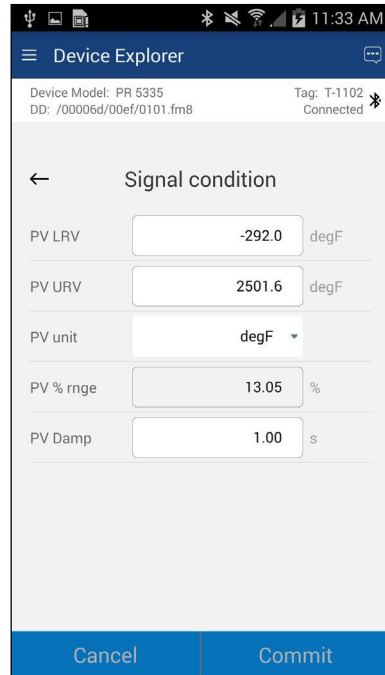 11:33 AM
Device Explorer
Device Model: PR 5335
Tag: T-1102
DD: /00006d/00ef/0101.fm8
Connected
Signal condition
PV LRV -292.0 degF
PV URV 2501.6 degF
PV unit degF
PV % rnge 13.05 %
PV Damp 1.00 s
Cancel Commit